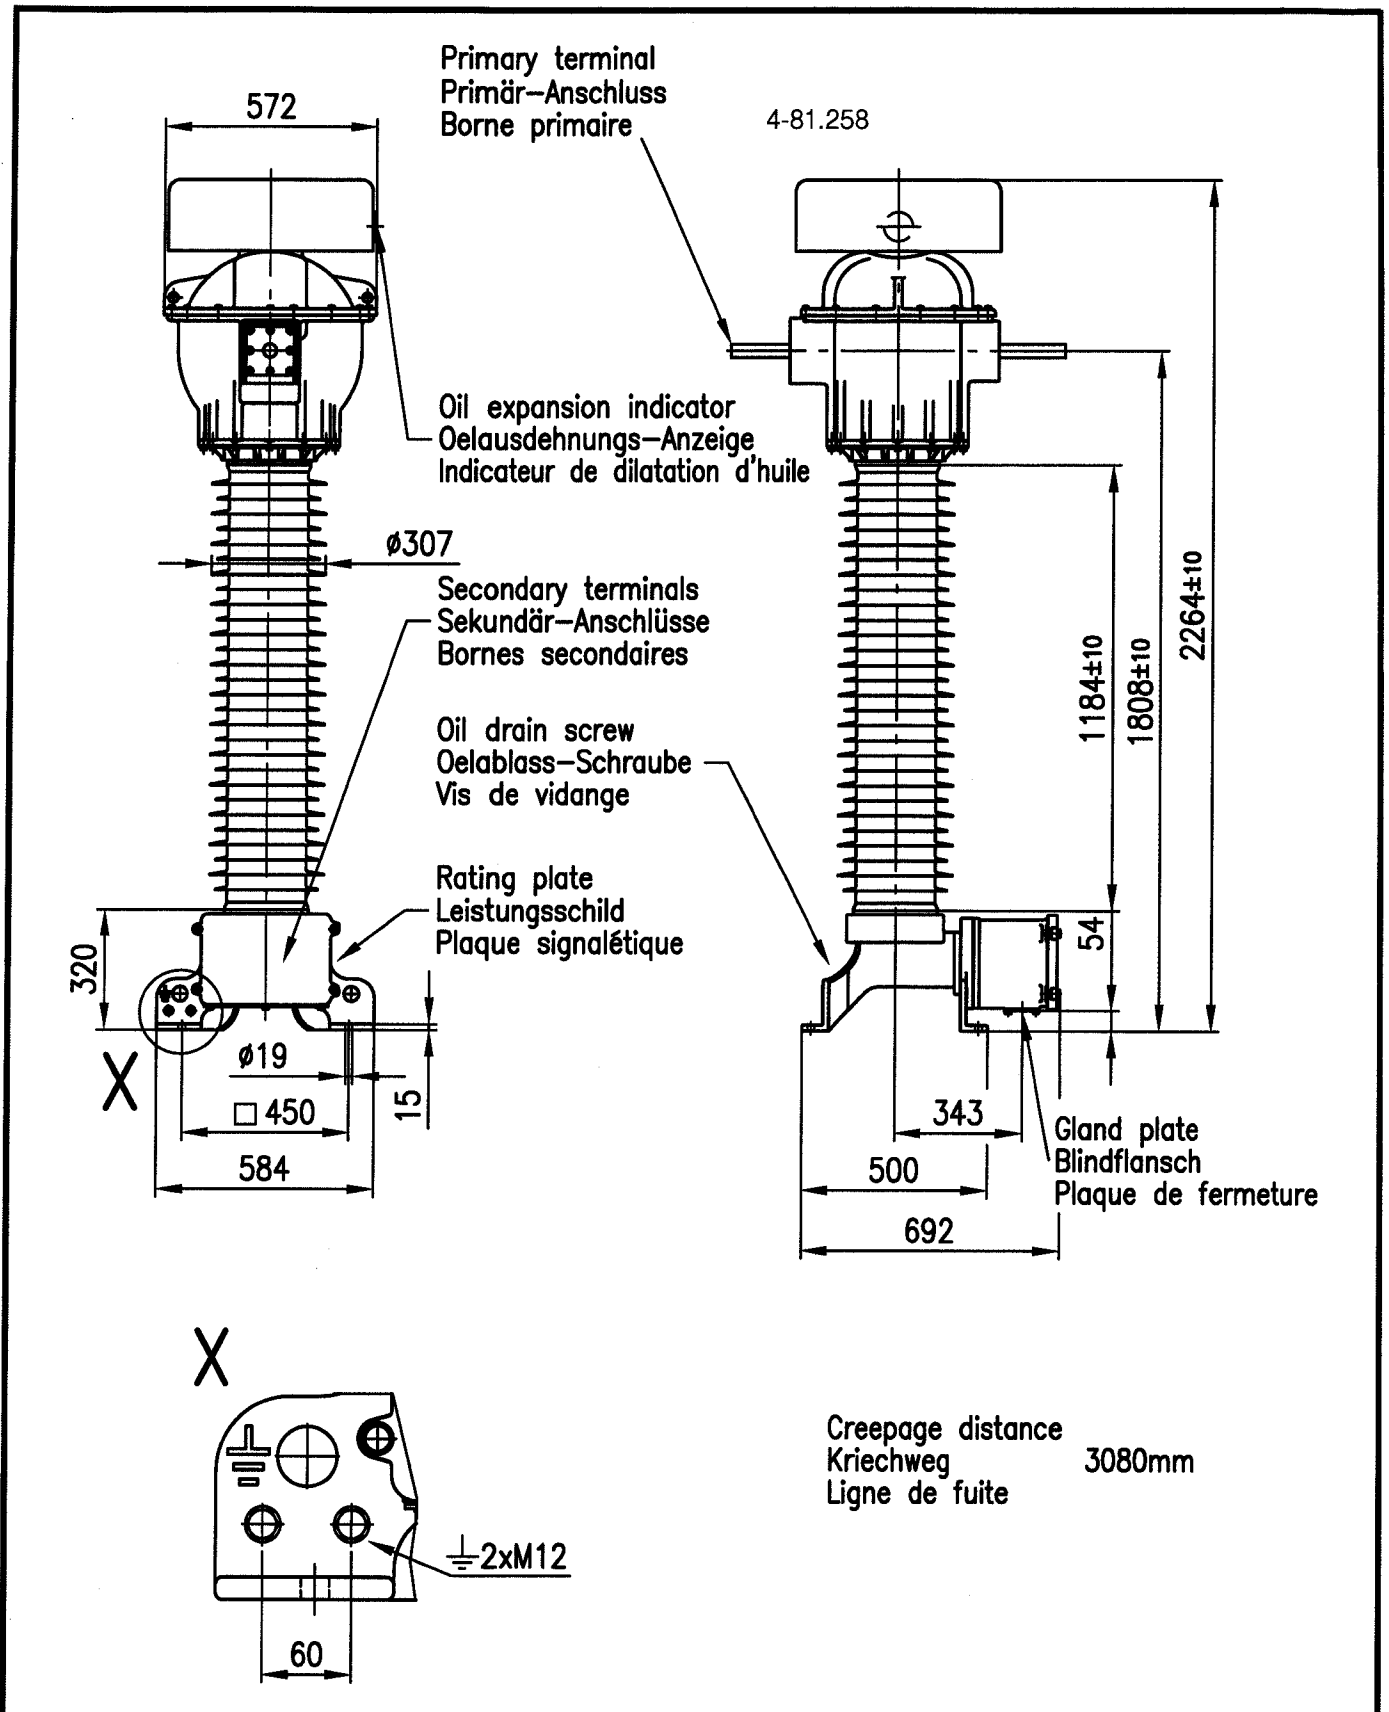 Primary terminal
Primär-Anschluss
Borne primaire
4-81.258
572
Oil expansion indicator
Oelausdehnungs-Anzeige
Indicateur de dilatation d'huile
ø307
Secondary terminals
Sekundär-Anschlüsse
Bornes secondaires
2264±10
1184±10
1808±10
Oil drain screw
Oelablass-Schraube
Vis de vidange
Rating plate
Leistungsschild
Plaque signalétique
320
54
X
ø19
15
□ 450
584
343
500
692
Gland plate
Blindflansch
Plaque de fermeture
X
Creepage distance
Kriechweg 3080mm
Ligne de fuite
2xM12
60